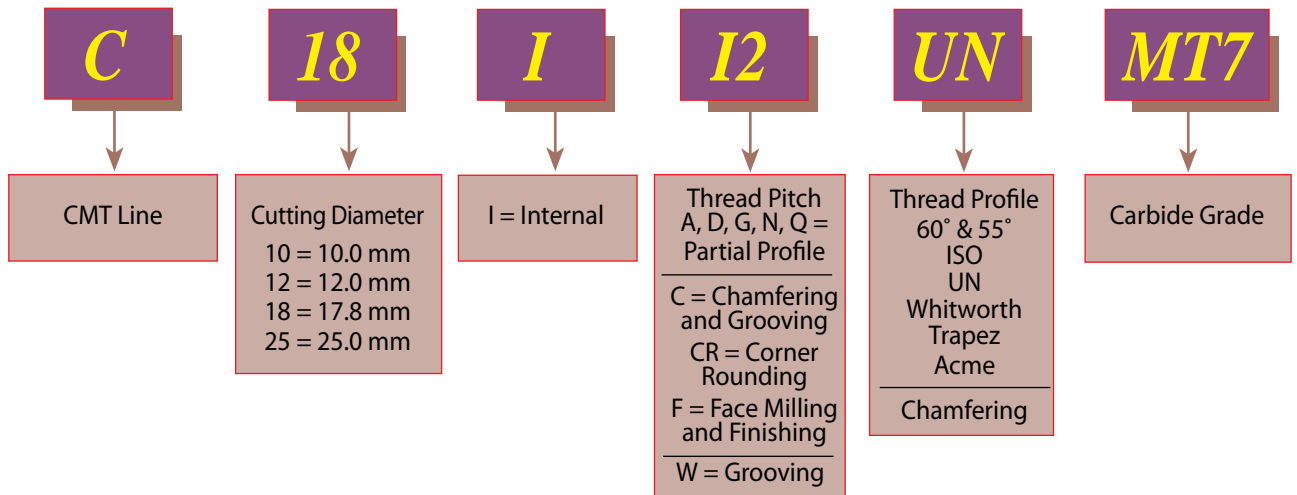 C 18 I I2 UN MT7
CMT Line
Cutting Diameter
10 = 10.0 mm
12 = 12.0 mm
18 = 17.8 mm
25 = 25.0 mm
I = Internal
Thread Pitch
A, D, G, N, Q =
Partial Profile
C = Chamfering
and Grooving
CR = Corner
Rounding
F = Face Milling
and Finishing
W = Grooving
Thread Profile
60° & 55°
ISO
UN
Whitworth
Trapez
Acme
Chamfering
Carbide Grade